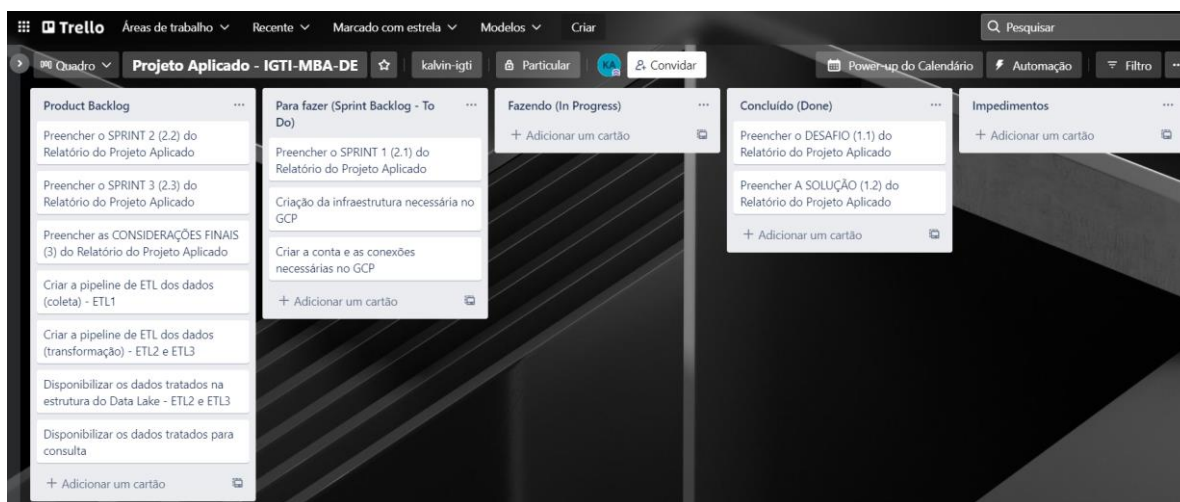 Trello Áreas de trabalho Recente Marcado com estrela Modelos Criar Pesquisar
Quadro Projeto Aplicado - IGTI-MBA-DE kalvin-igti Particular KA Convidar Power-up do Calendário Automação Filtro
Product Backlog
Preencher o SPRINT 2 (2.2) do
Relatório do Projeto Aplicado
Preencher o SPRINT 3 (2.3) do
Relatório do Projeto Aplicado
Preencher as CONSIDERAÇÕES FINAIS
(3) do Relatório do Projeto Aplicado
Criar a pipeline de ETL dos dados
(coleta) - ETL1
Criar a pipeline de ETL dos dados
(transformação) - ETL2 e ETL3
Disponibilizar os dados tratados na
estrutura do Data Lake - ETL2 e ETL3
Disponibilizar os dados tratados para
consulta
+ Adicionar um cartão
Para fazer (Sprint Backlog - To
Do)
Preencher o SPRINT 1 (2.1) do
Relatório do Projeto Aplicado
Criação da infraestrutura necessária no
GCP
Criar a conta e as conexões
necessárias no GCP
+ Adicionar um cartão
Fazendo (In Progress)
+ Adicionar um cartão
Concluído (Done)
Preencher o DESAFIO (1.1) do
Relatório do Projeto Aplicado
Preencher A SOLUÇÃO (1.2) do
Relatório do Projeto Aplicado
+ Adicionar um cartão
Impedimentos
+ Adicionar um cartão